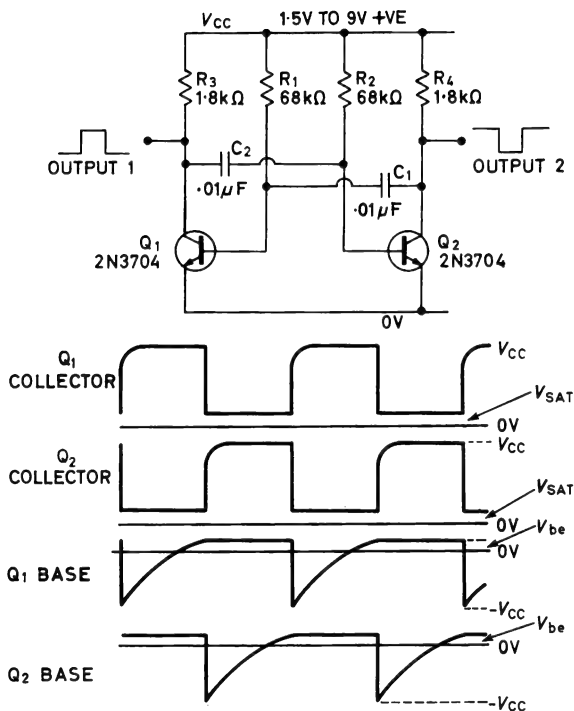 VCC 1·5V TO 9V +VE
R3 1·8kΩ
R1 68kΩ
R2 68kΩ
R4 1·8kΩ
OUTPUT 1
C2
·01μF
C1
·01μF
OUTPUT 2
Q1
2N3704
Q2
2N3704
0V
Q1 COLLECTOR
VCC
VSAT
0V
Q2 COLLECTOR
VCC
VSAT
0V
Q1 BASE
Vbe
0V
-VCC
Q2 BASE
Vbe
0V
-VCC